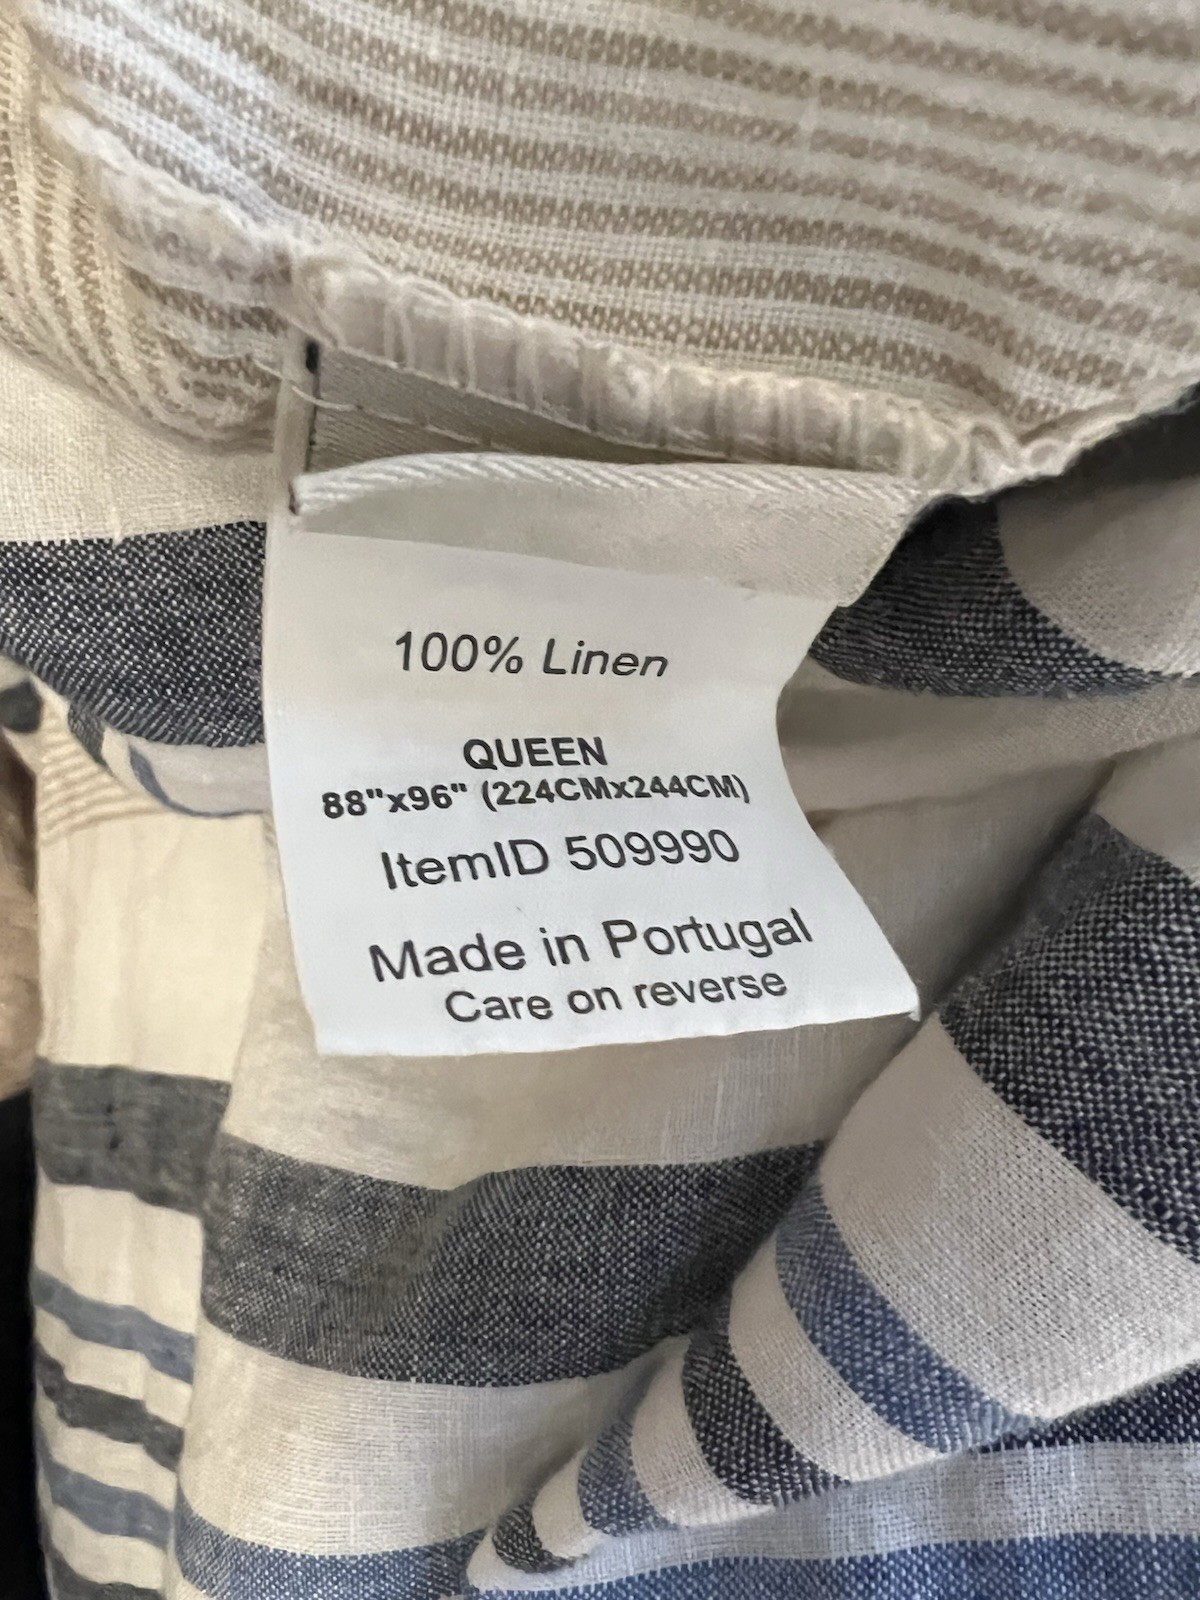 100% Linen
QUEEN
88"x96" (224CMx244CM)
ItemID 509990
Made in Portugal
Care on reverse